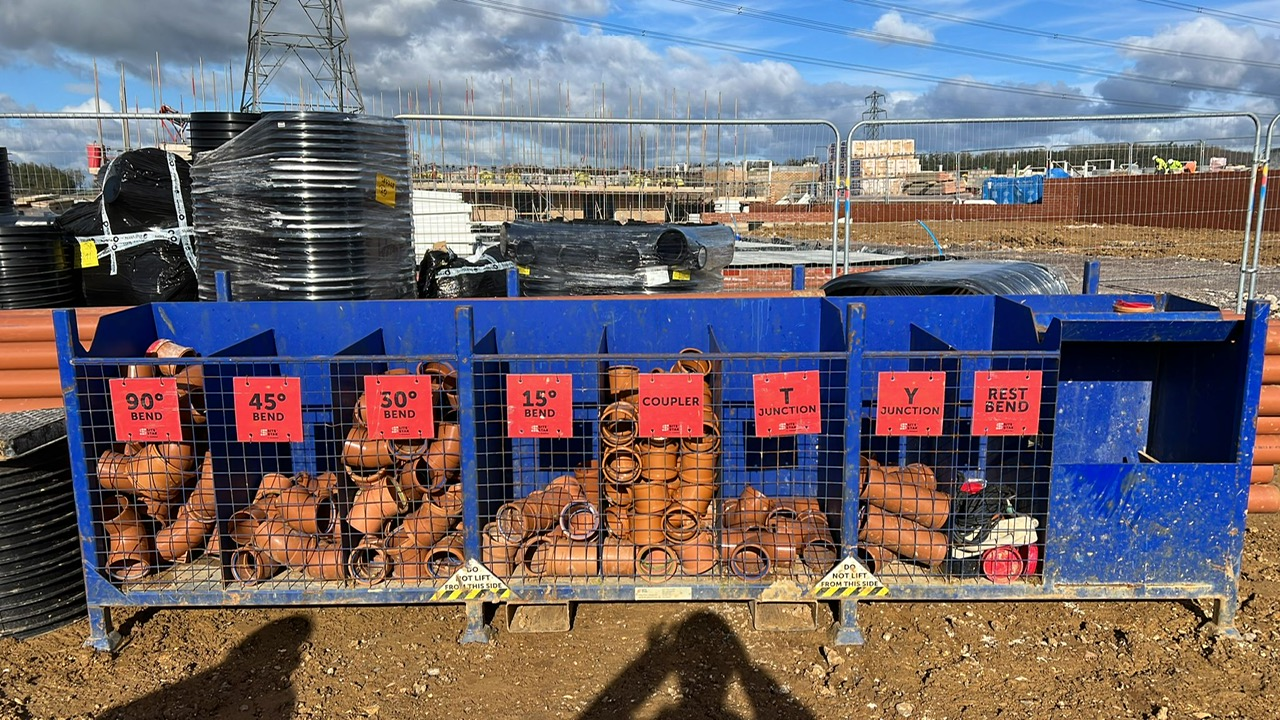 90°
BEND
45°
BEND
30°
BEND
15°
BEND
COUPLER
T
JUNCTION
Y
JUNCTION
REST
BEND
DO
NOT LIFT
FROM THIS SIDE
DO
NOT LIFT
FROM THIS SIDE